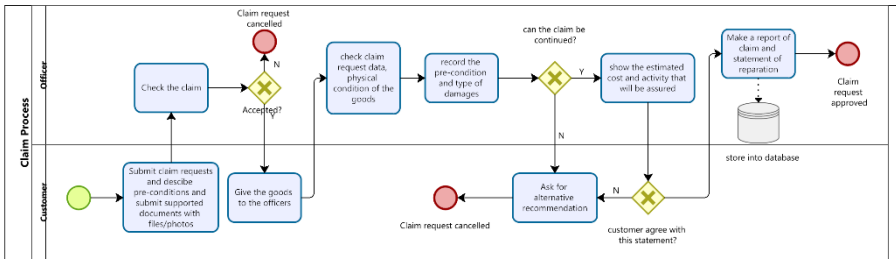 Claim Process
Officer
Customer
Claim request
cancelled
N
Check the claim
Accepted?
Y
check claim
request data,
physical
condition of the
goods
record the
pre-condition
and type of
damages
can the claim be
continued?
Y
N
show the estimated
cost and activity that
will be assured
Make a report of
claim and
statement of
reparation
Claim
request
approved
store into database
Submit claim requests
and descibe
pre-conditions and
submit supported
documents with
files/photos
Give the goods
to the officers
Claim request cancelled
Ask for
alternative
recommendation
N
customer agree with
this statement?